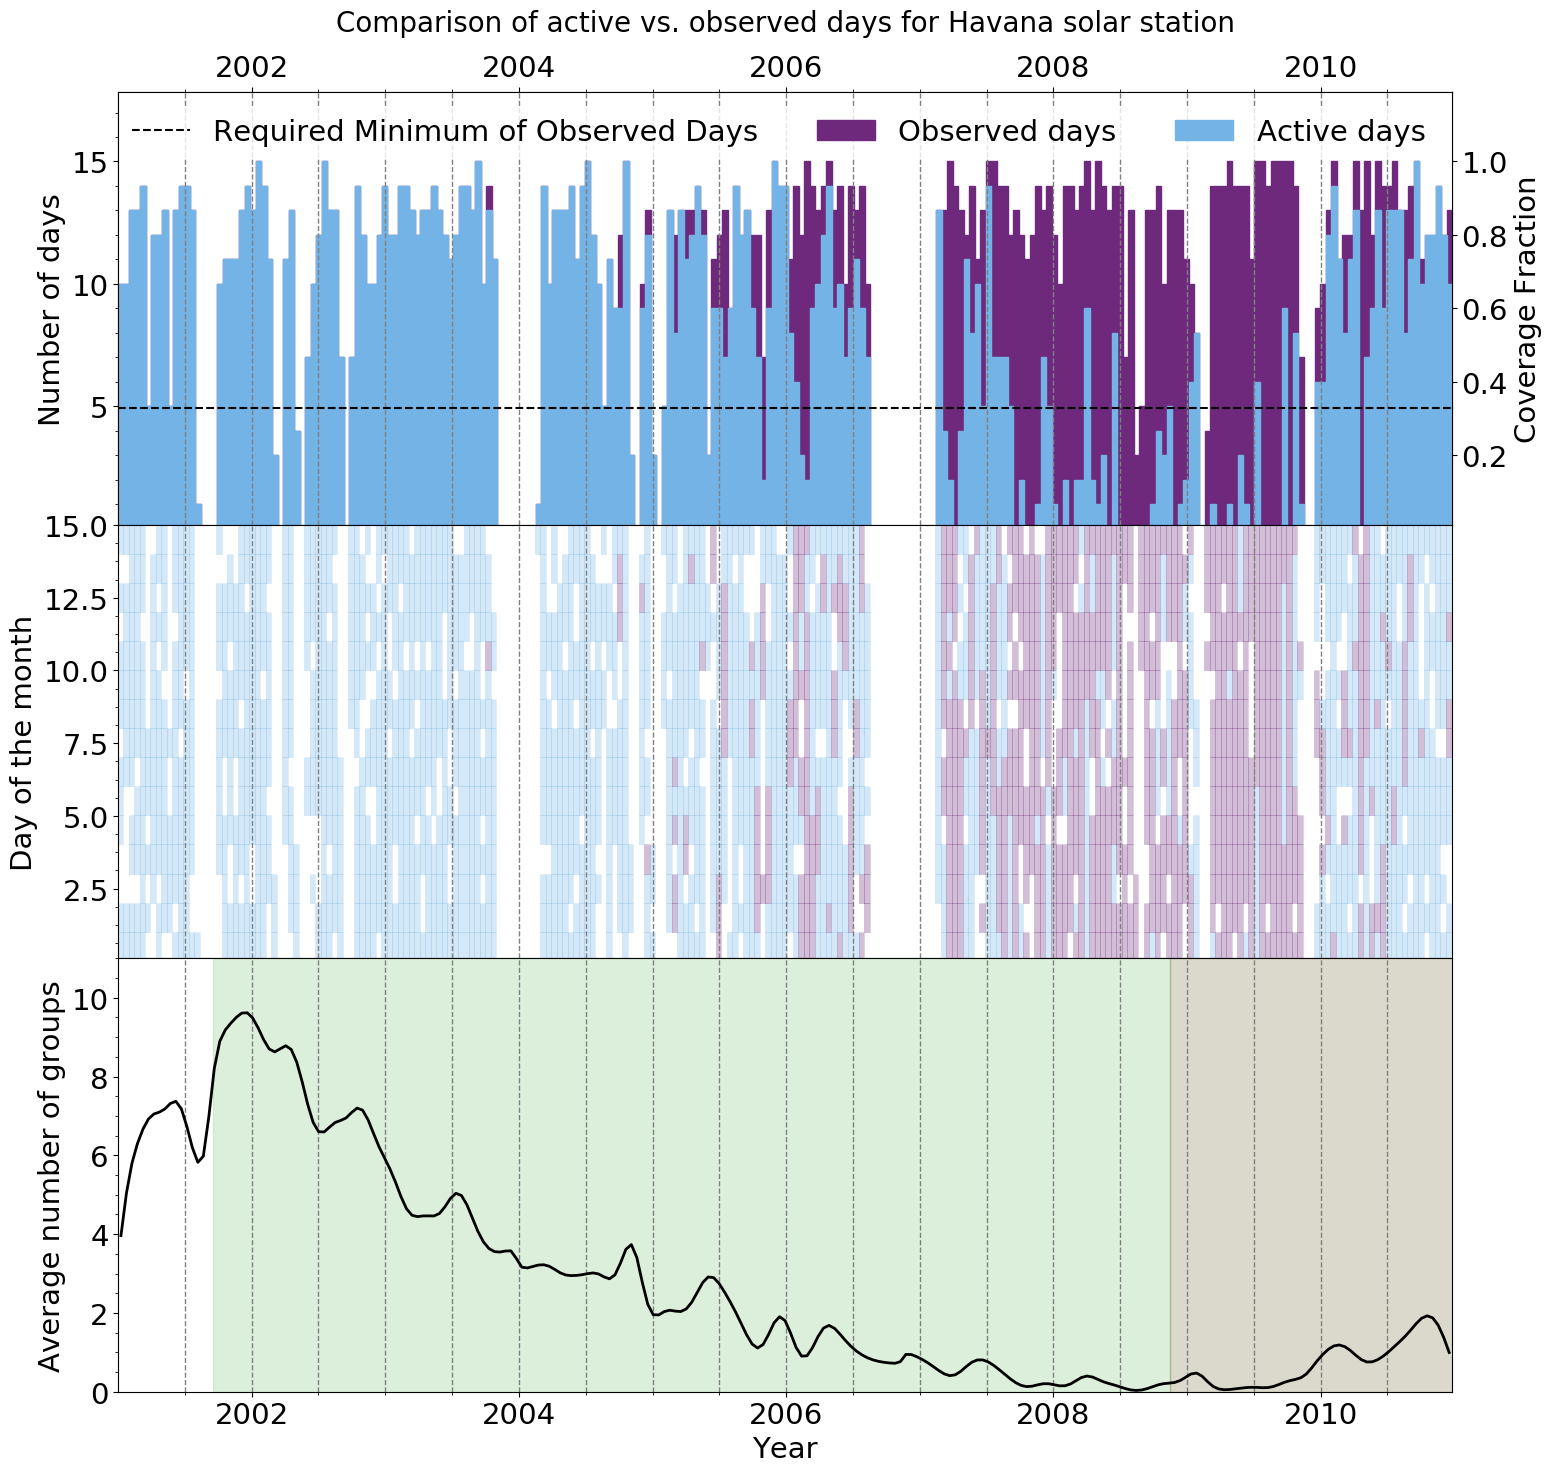 Comparison of active vs. observed days for Havana solar station
2002 2004 2006 2008 2010
Required Minimum of Observed Days Observed days Active days
15 1.0
0.8
10
0.6
0.4
5
0.2
Number of days
Coverage Fraction
15.0
12.5
10.0
7.5
5.0
2.5
Day of the month
10
8
6
4
2
0
Average number of groups
2002 2004 2006 2008 2010
Year